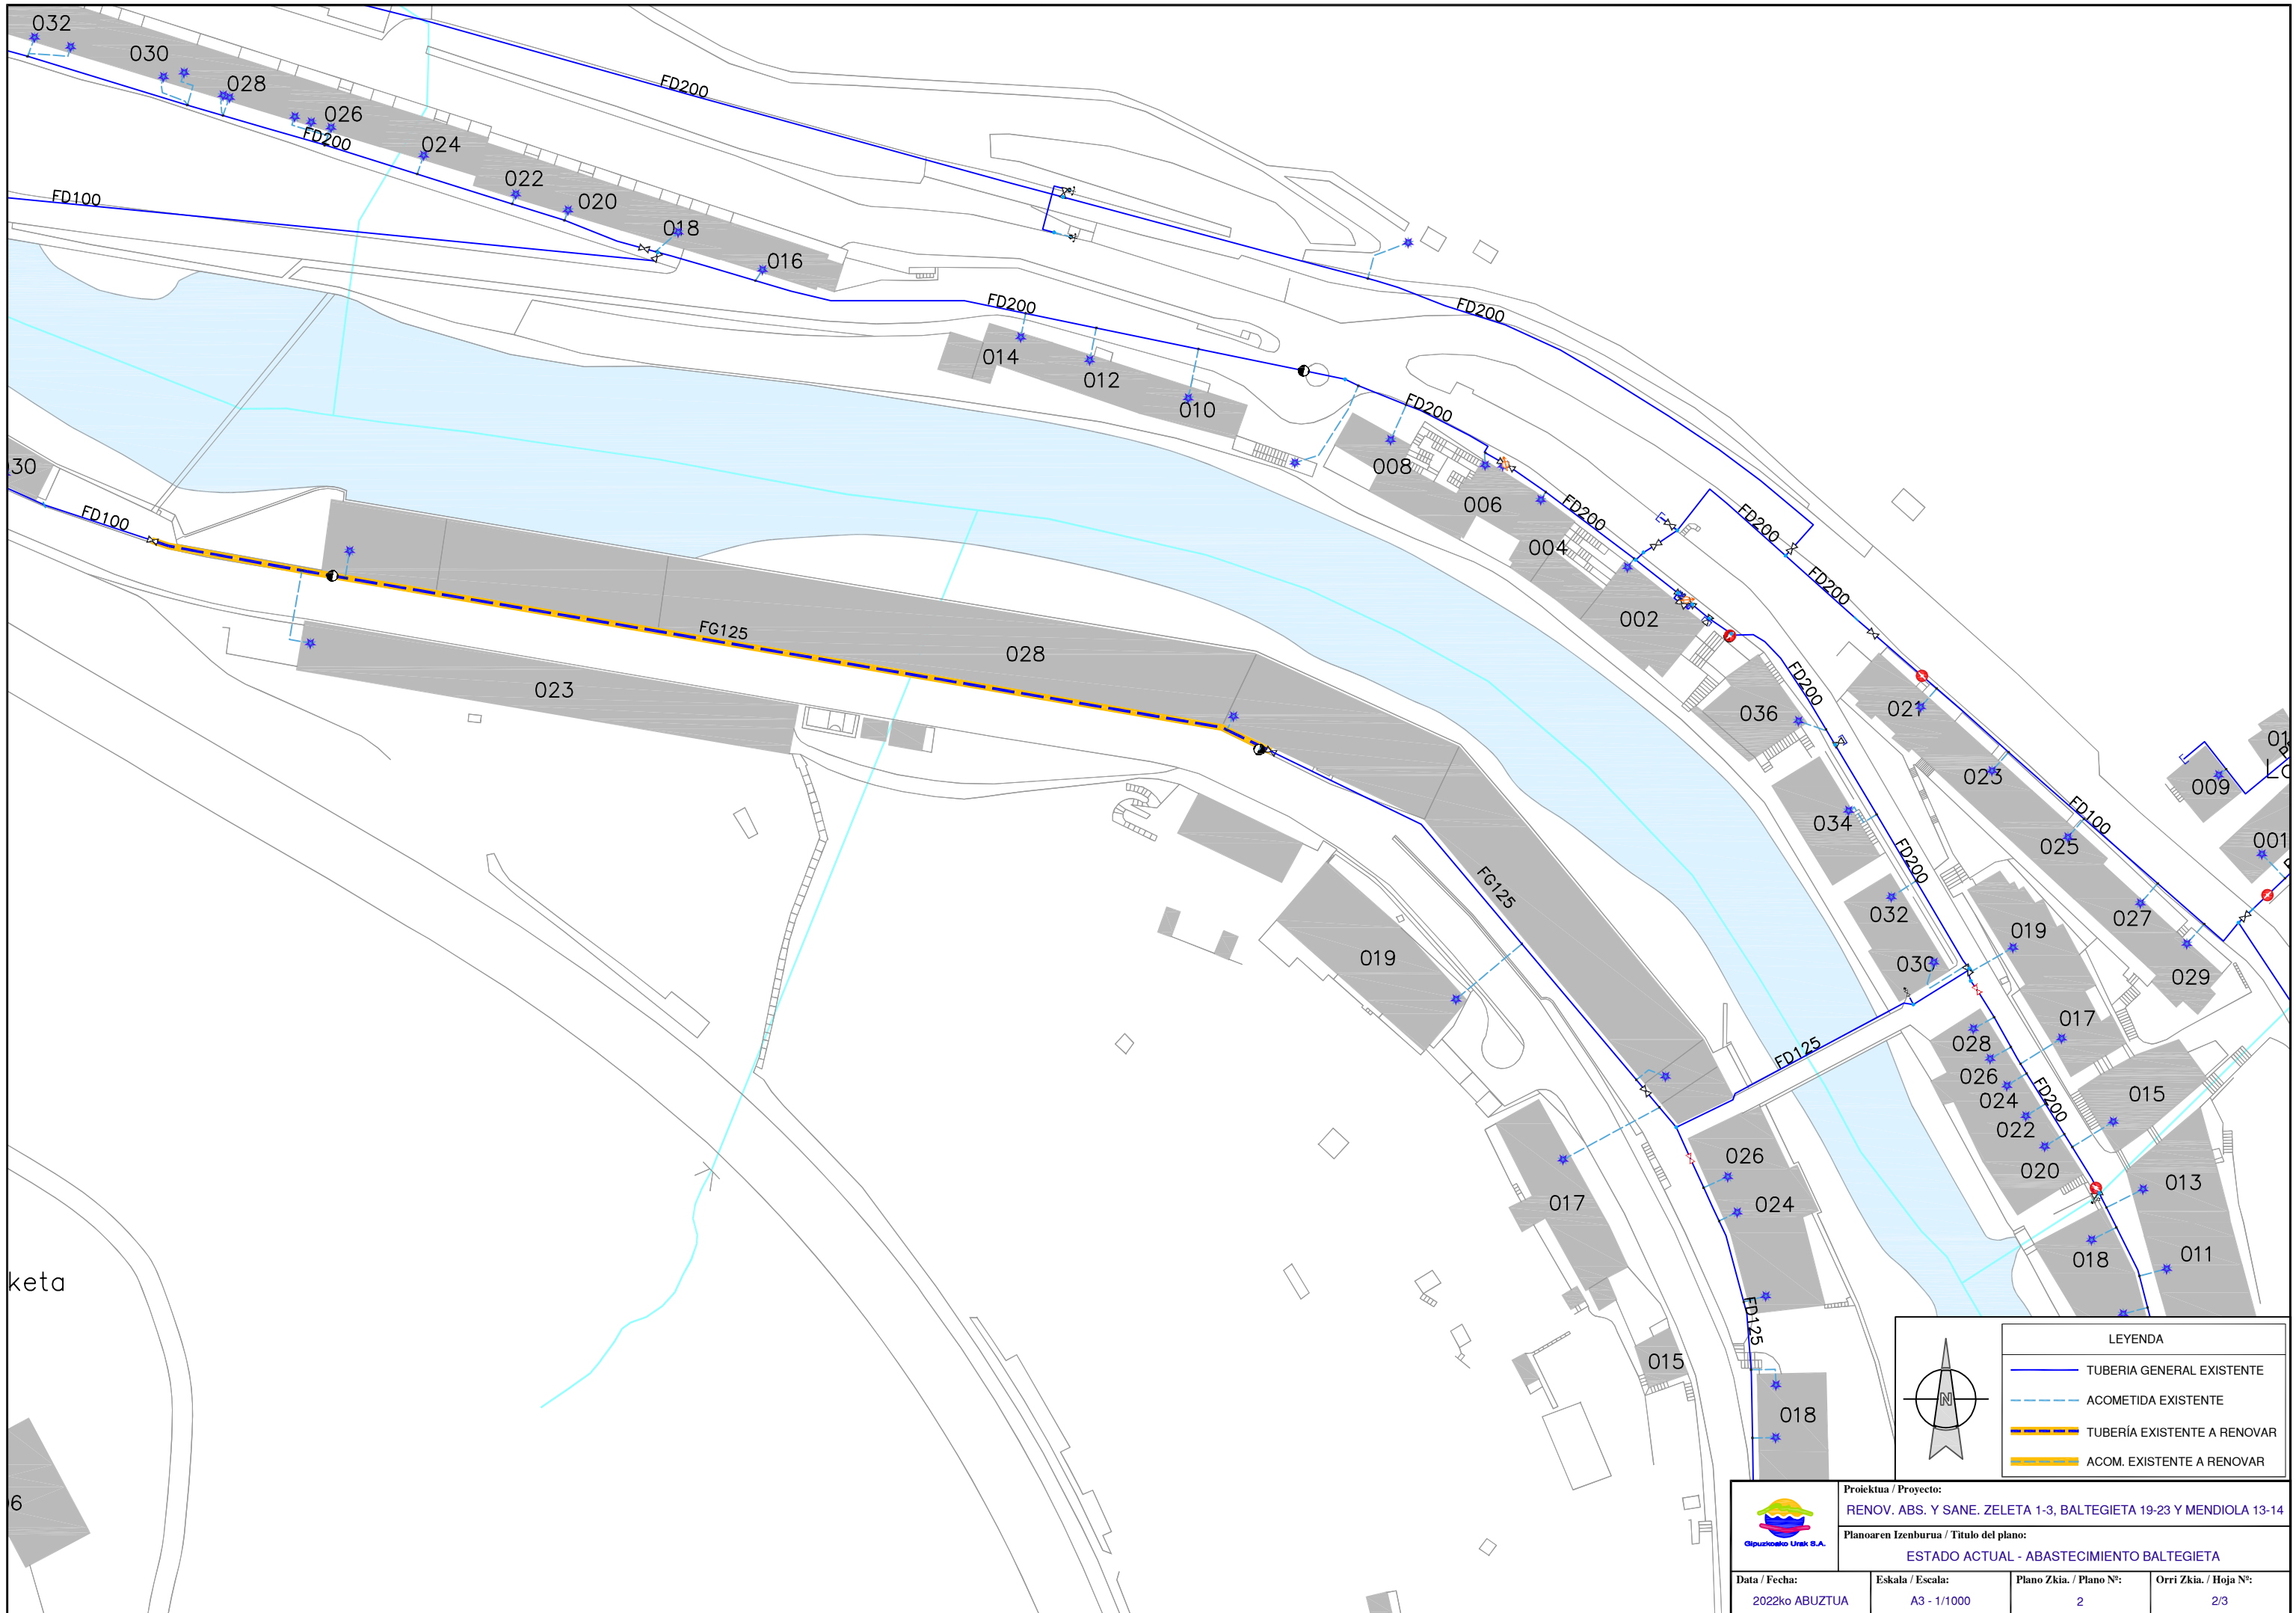 032
030
028
026
FD200
024
022
020
018
016
FD100
FD200
FD200
FD200
014
012
010
FD200
008
006
004
002
FD200
FD200
FD200
FD200
036
034
032
030
021
023
025
027
029
FD100
FD200
009
001
30
FD100
FG125
028
023
FG125
019
019
017
015
013
011
FD125
028
026
024
022
020
018
FD200
026
024
017
015
FD125
018
keta
LEYENDA
TUBERIA GENERAL EXISTENTE
ACOMETIDA EXISTENTE
TUBERÍA EXISTENTE A RENOVAR
ACOM. EXISTENTE A RENOVAR
N
Gipuzkoako Urak S.A.
Proiektua / Proyecto:
RENOV. ABS. Y SANE. ZELETA 1-3, BALTEGIETA 19-23 Y MENDIOLA 13-14
Planoaren Izenburua / Titulo del plano:
ESTADO ACTUAL - ABASTECIMIENTO BALTEGIETA
Data / Fecha:
2022ko ABUZTUA
Eskala / Escala:
A3 - 1/1000
Plano Zkia. / Plano Nº:
2
Orri Zkia. / Hoja Nº:
2/3